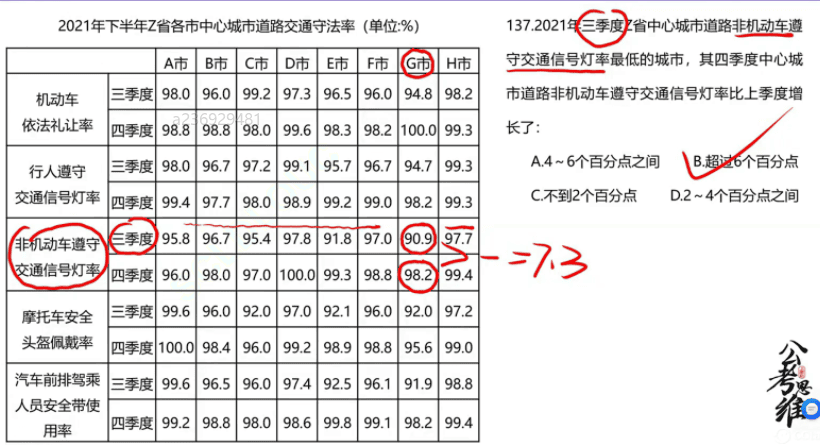 2021年下半年Z省各市中心城市道路交通守法率（单位:%）
A市 B市 C市 D市 E市 F市 G市 H市
机动车
依法礼让率
三季度 98.0 96.0 99.2 97.3 96.5 96.0 94.8 98.2
a236929481
四季度 98.8 98.8 98.0 99.6 98.3 98.2 100.0 99.3
行人遵守
交通信号灯率
三季度 98.0 96.7 97.2 99.1 95.7 96.7 94.7 99.3
四季度 99.4 97.7 98.0 98.9 99.2 99.0 98.2 99.3
非机动车遵守
交通信号灯率
三季度 95.8 96.7 95.4 97.8 91.8 97.0 90.9 97.7
四季度 96.0 98.0 97.0 100.0 99.3 98.8 98.2 99.4
摩托车安全
头盔佩戴率
三季度 99.6 96.0 92.0 97.0 92.1 96.0 92.0 97.2
四季度 100.0 98.4 96.0 99.2 98.9 98.8 95.6 99.0
汽车前排驾乘
人员安全带使
用率
三季度 99.6 96.5 96.0 97.4 92.5 96.1 91.9 98.8
四季度 99.2 98.8 98.0 98.6 99.8 99.1 98.2 99.4
137.2021年三季度Z省中心城市道路非机动车遵
守交通信号灯率最低的城市，其四季度中心城
市道路非机动车遵守交通信号灯率比上季度增
长了：
A.4～6个百分点之间 B.超过6个百分点
C.不到2个百分点 D.2～4个百分点之间
－＝7.3
公考思维